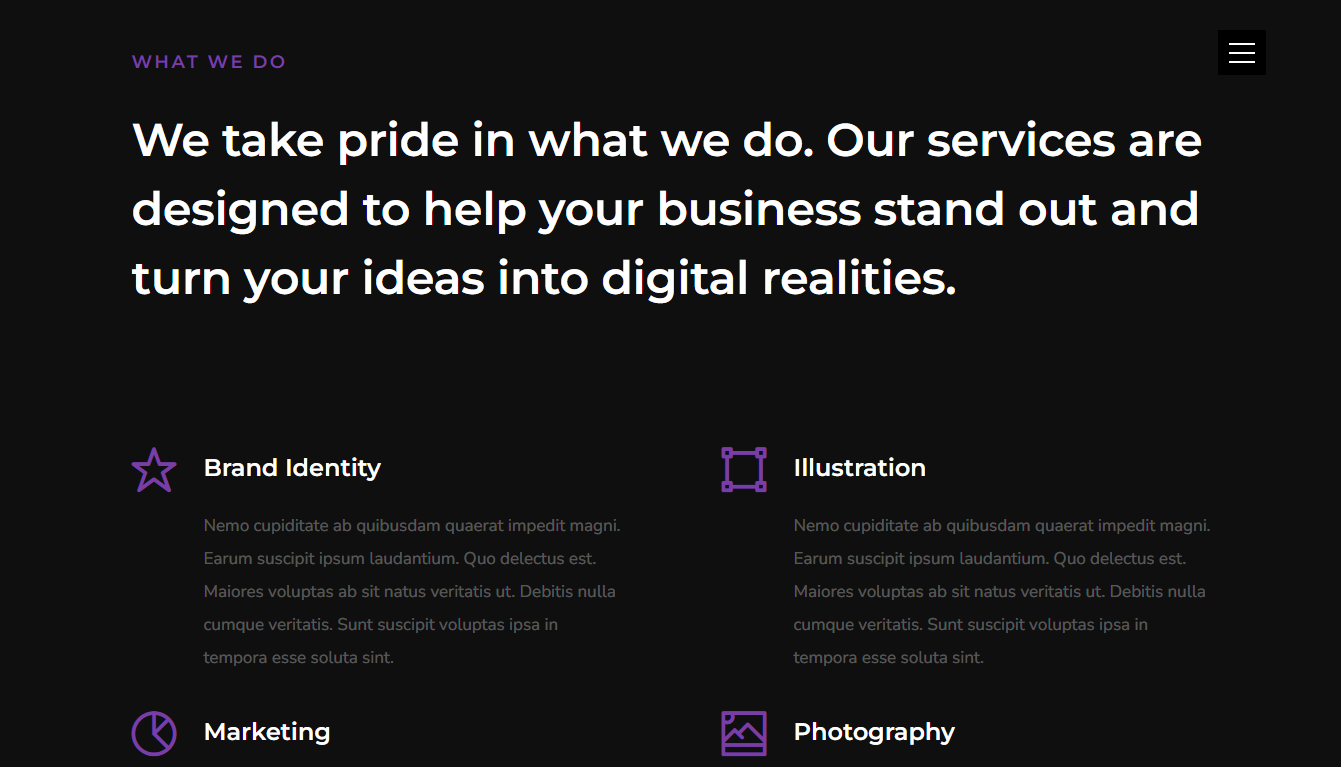 WHAT WE DO
We take pride in what we do. Our services are
designed to help your business stand out and
turn your ideas into digital realities.
Brand Identity
Nemo cupiditate ab quibusdam quaerat impedit magni.
Earum suscipit ipsum laudantium. Quo delectus est.
Maiores voluptas ab sit natus veritatis ut. Debitis nulla
cumque veritatis. Sunt suscipit voluptas ipsa in
tempora esse soluta sint.
Illustration
Nemo cupiditate ab quibusdam quaerat impedit magni.
Earum suscipit ipsum laudantium. Quo delectus est.
Maiores voluptas ab sit natus veritatis ut. Debitis nulla
cumque veritatis. Sunt suscipit voluptas ipsa in
tempora esse soluta sint.
Marketing
Photography